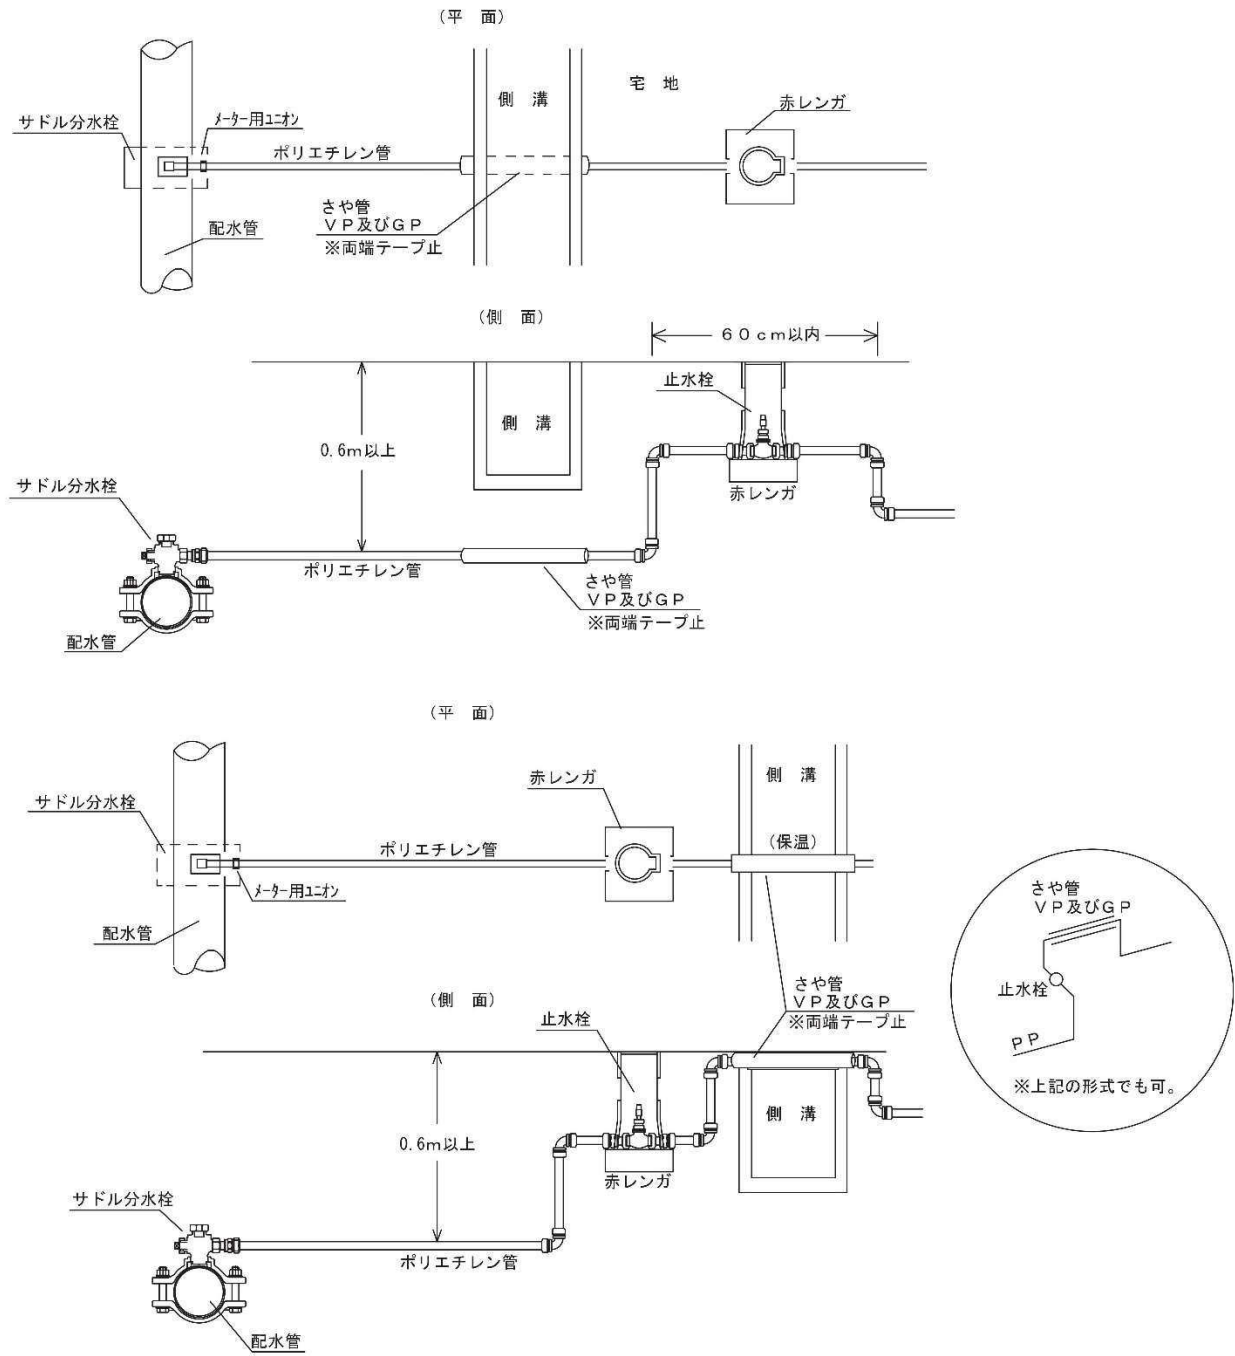 （平　面）
側　溝
宅　地
赤レンガ
サドル分水栓
ﾒｰﾀｰ用ﾕﾆｵﾝ
ポリエチレン管
さや管
ＶＰ及びＧＰ
※両端テープ止
配水管
（側　面）
６０ｃｍ以内
止水栓
側　溝
0.6ｍ以上
サドル分水栓
赤レンガ
ポリエチレン管
さや管
ＶＰ及びＧＰ
※両端テープ止
配水管
（平　面）
側　溝
赤レンガ
サドル分水栓
（保温）
ポリエチレン管
ﾒｰﾀｰ用ﾕﾆｵﾝ
配水管
さや管
ＶＰ及びＧＰ
止水栓
ＰＰ
※上記の形式でも可。
さや管
ＶＰ及びＧＰ
※両端テープ止
（側　面）
止水栓
側　溝
0.6ｍ以上
赤レンガ
サドル分水栓
ポリエチレン管
配水管